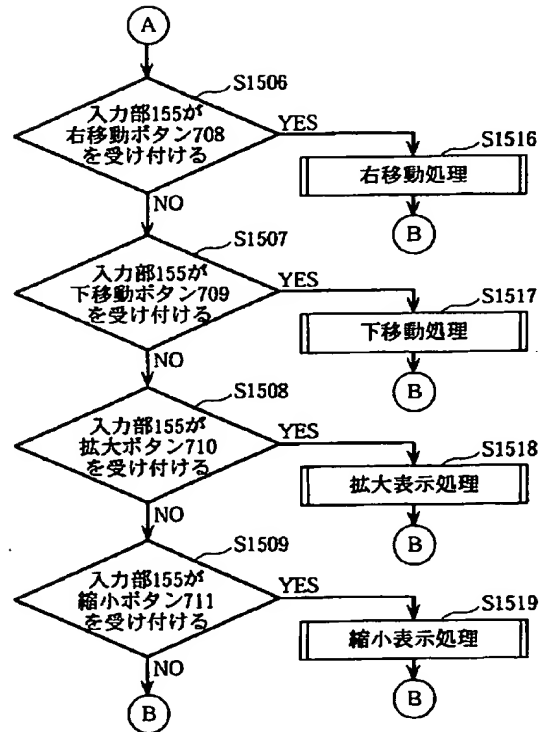 A
S1506
入力部155が
右移動ボタン708
を受け付ける
YES
S1516
右移動処理
B
NO
S1507
入力部155が
下移動ボタン709
を受け付ける
YES
S1517
下移動処理
B
NO
S1508
入力部155が
拡大ボタン710
を受け付ける
YES
S1518
拡大表示処理
B
NO
S1509
入力部155が
縮小ボタン711
を受け付ける
YES
S1519
縮小表示処理
B
NO
B